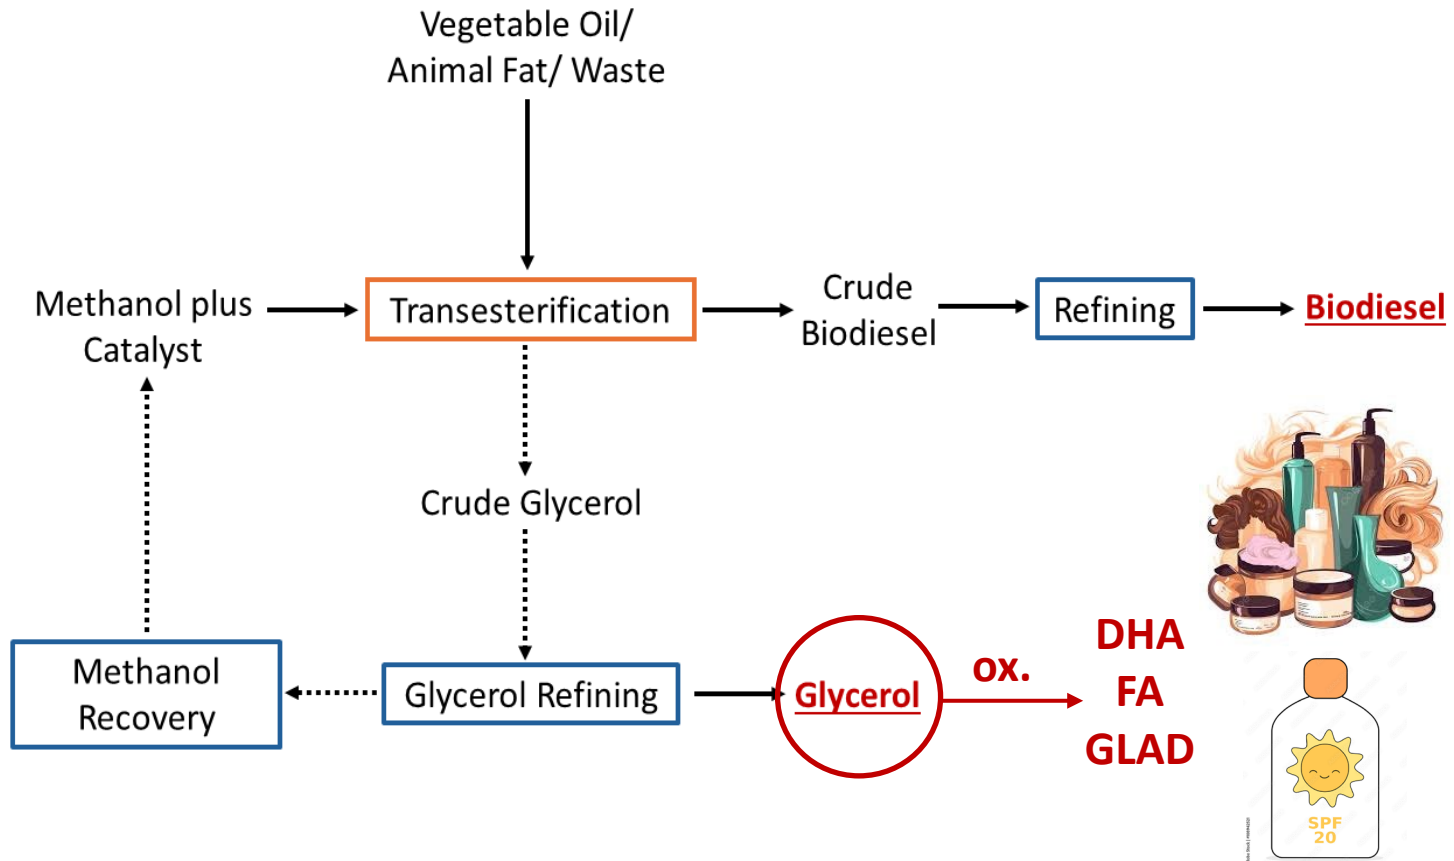 Vegetable Oil/
Animal Fat/ Waste
Methanol plus
Catalyst
Transesterification
Crude
Biodiesel
Refining
Biodiesel
Crude Glycerol
Methanol
Recovery
Glycerol Refining
Glycerol
ox.
DHA
FA
GLAD
SPF
20